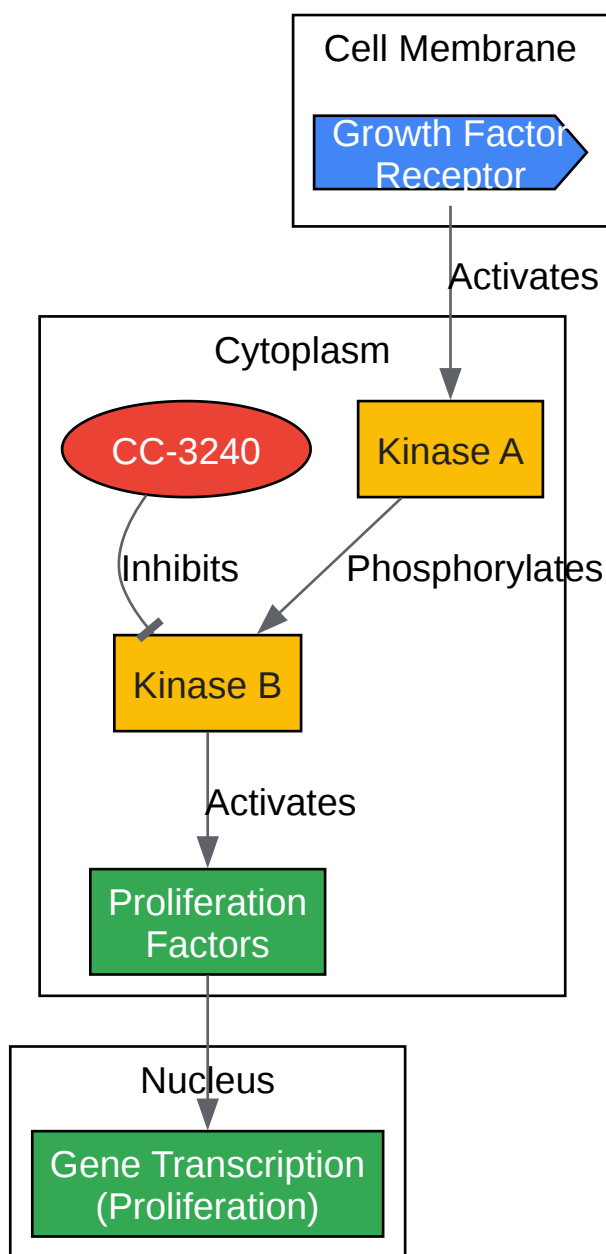 Cell Membrane
Growth Factor
Receptor
Activates
Cytoplasm
CC-3240
Kinase A
Inhibits
Phosphorylates
Kinase B
Activates
Proliferation
Factors
Nucleus
Gene Transcription
(Proliferation)